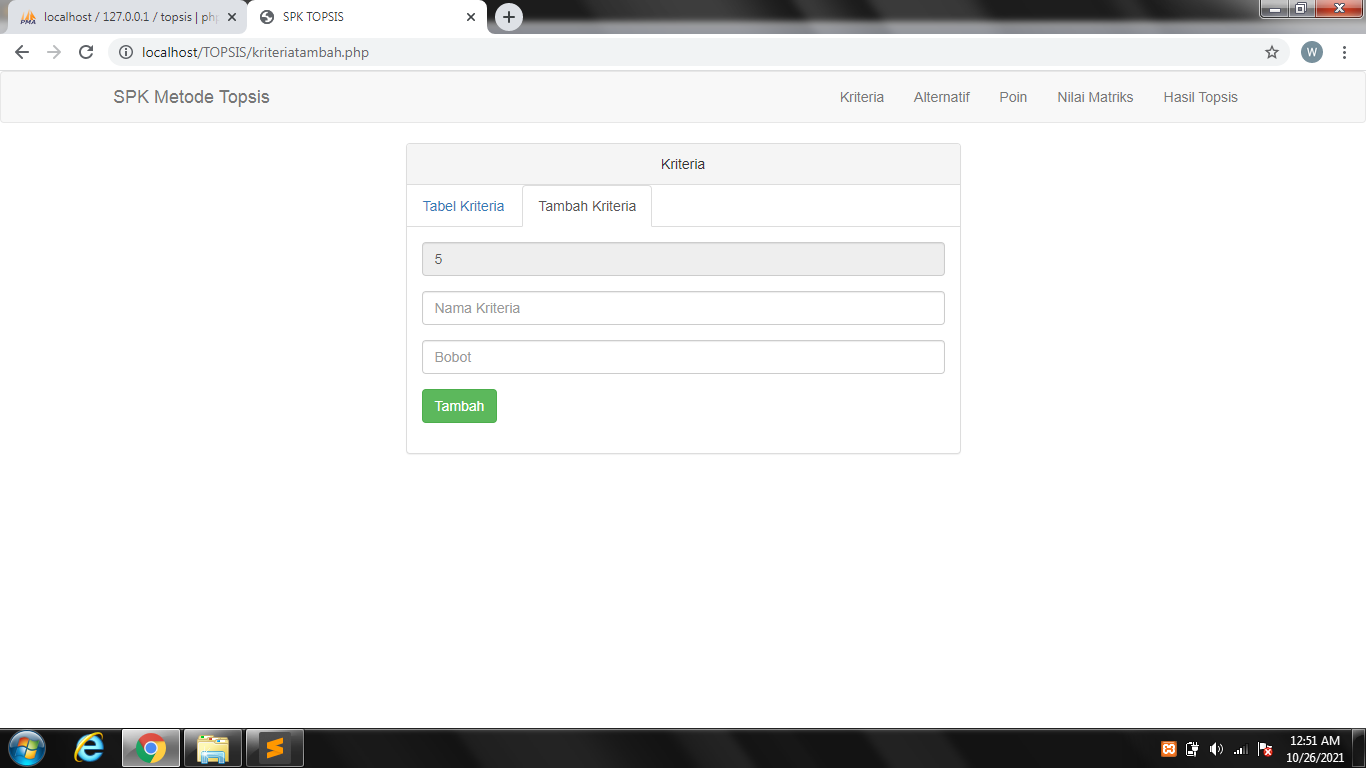 localhost / 127.0.0.1 / topsis | php
SPK TOPSIS
localhost/TOPSIS/kriteriatambah.php
W
SPK Metode Topsis
Kriteria
Alternatif
Poin
Nilai Matriks
Hasil Topsis
Kriteria
Tabel Kriteria
Tambah Kriteria
5
Nama Kriteria
Bobot
Tambah
12:51 AM
10/26/2021